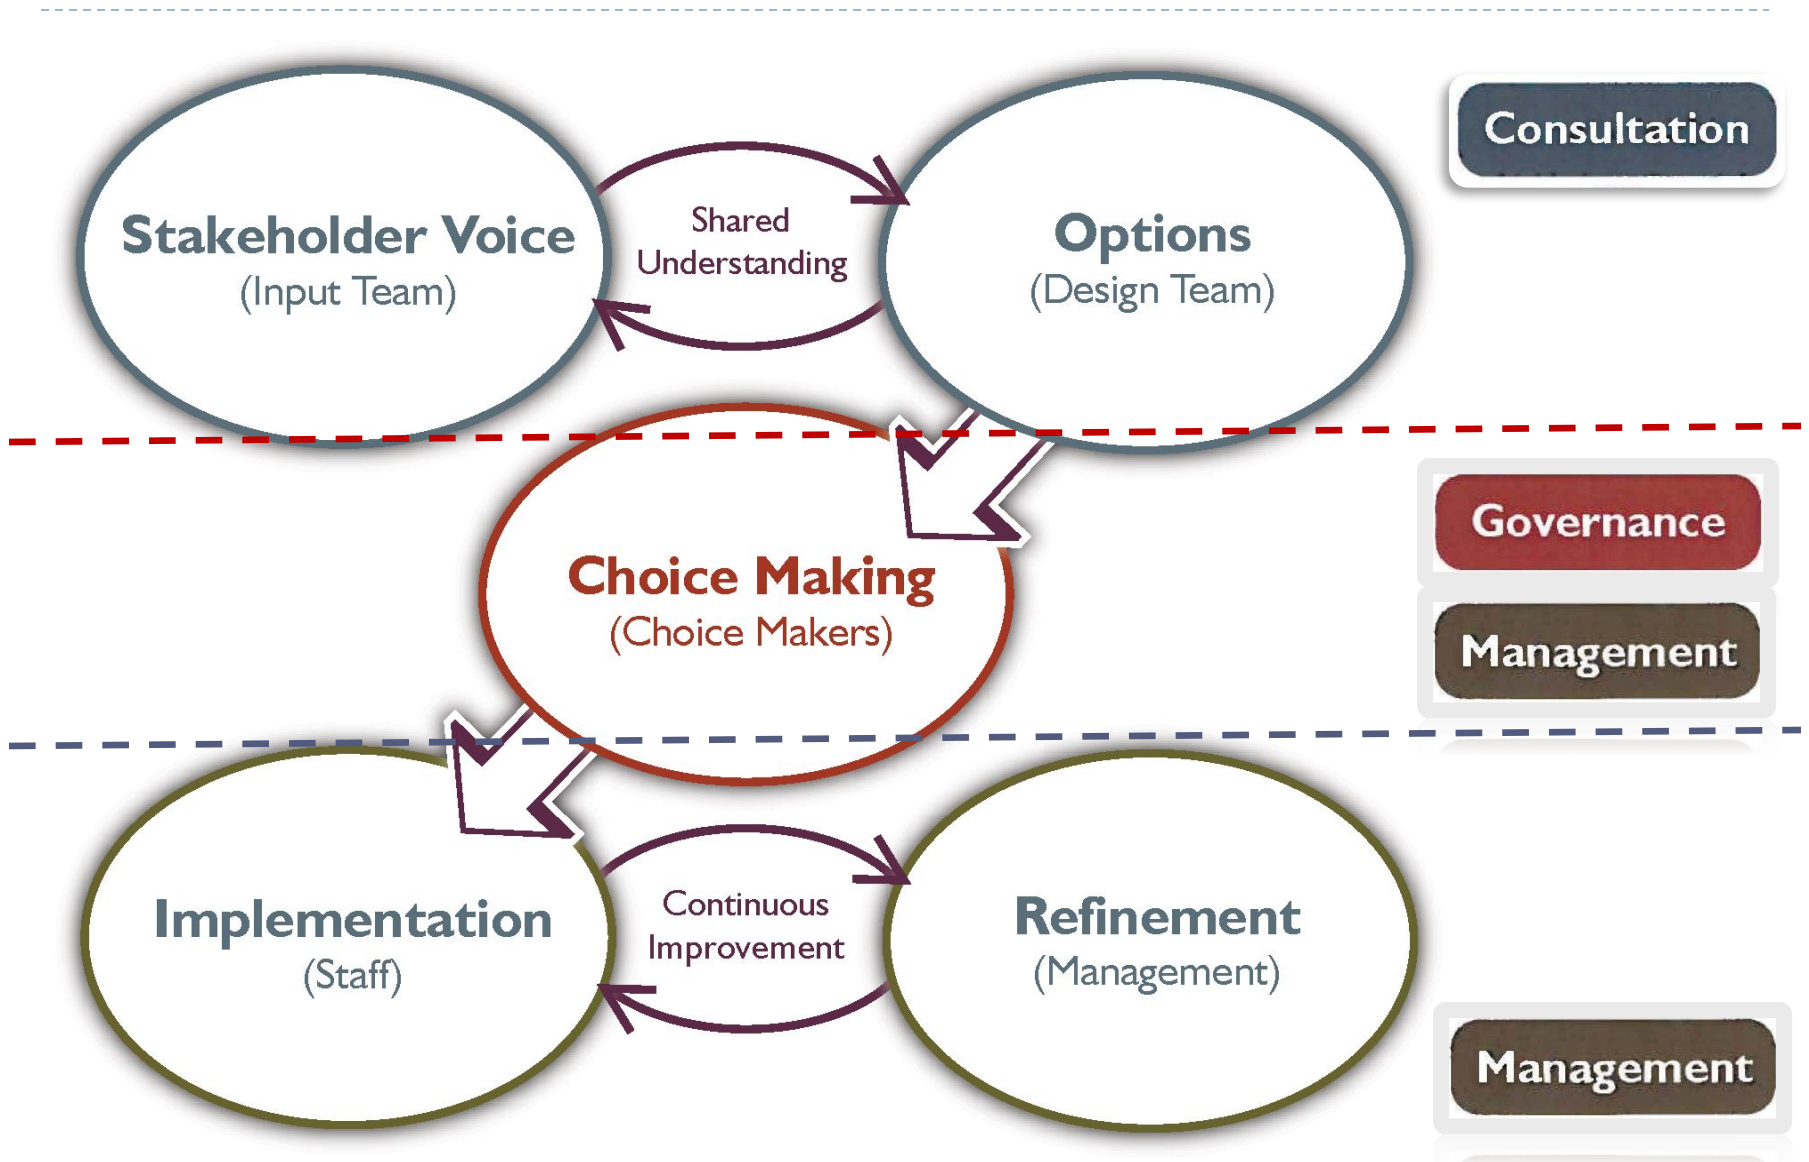 Consultation
Stakeholder Voice
(Input Team)
Shared
Understanding
Options
(Design Team)
Governance
Choice Making
(Choice Makers)
Management
Implementation
(Staff)
Continuous
Improvement
Refinement
(Management)
Management